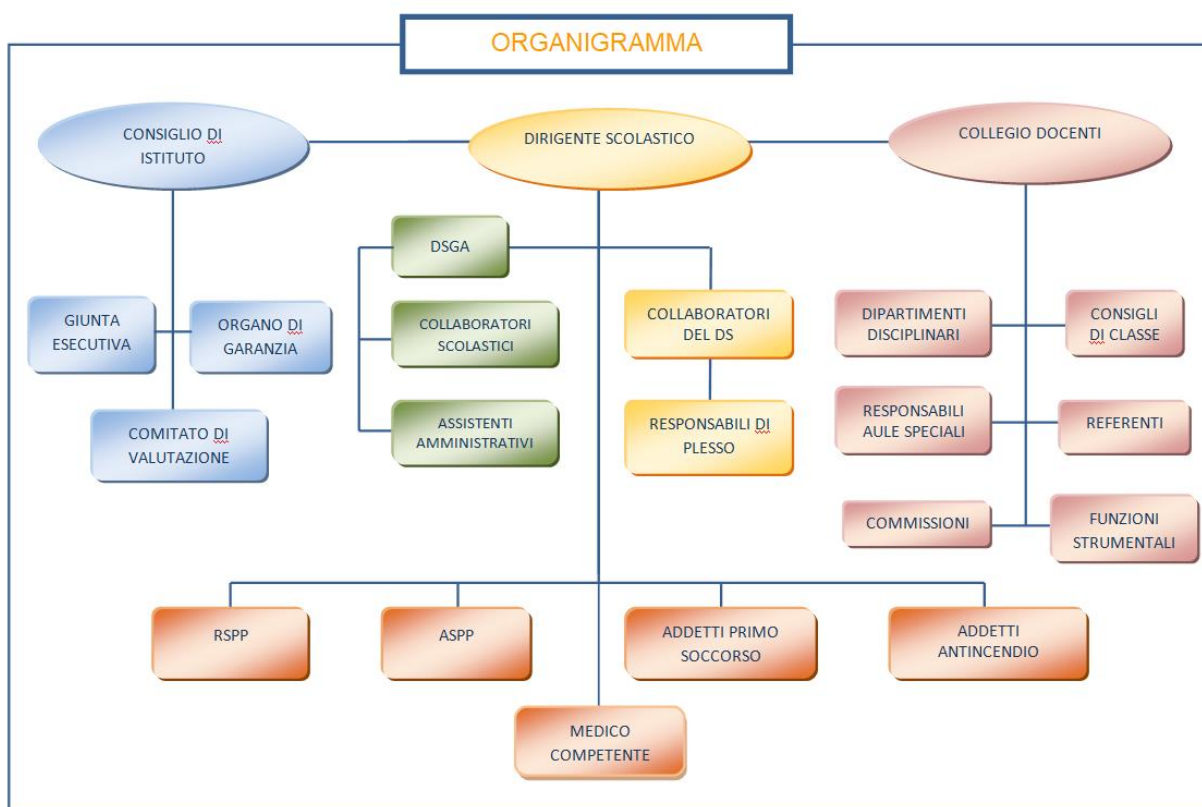 ORGANIGRAMMA
CONSIGLIO DI
ISTITUTO
DIRIGENTE SCOLASTICO
COLLEGIO DOCENTI
DSGA
GIUNTA
ESECUTIVA
ORGANO DI
GARANZIA
COLLABORATORI
SCOLASTICI
COLLABORATORI
DEL DS
DIPARTIMENTI
DISCIPLINARI
CONSIGLI
DI CLASSE
COMITATO DI
VALUTAZIONE
ASSISTENTI
AMMINISTRATIVI
RESPONSABILI DI
PLESSO
RESPONSABILI
AULE SPECIALI
REFERENTI
COMMISSIONI
FUNZIONI
STRUMENTALI
RSPP
ASPP
ADDETTI PRIMO
SOCCORSO
ADDETTI
ANTINCENDIO
MEDICO
COMPETENTE